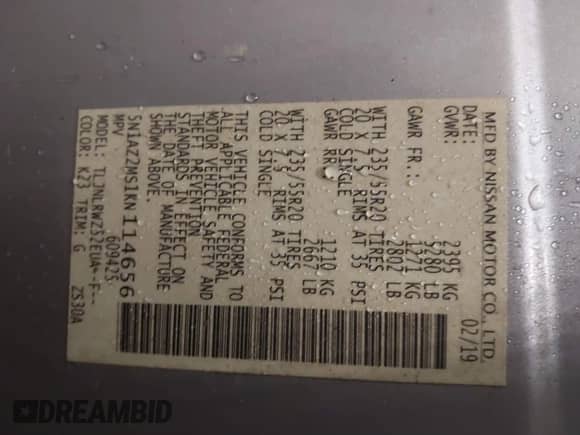 MFD BY NISSAN MOTOR CO., LTD.
DATE: 02/19
GVWR: 2395 KG
5280 LB
GAWR FR.: 1271 KG
2802 LB
WITH 235/55R20 TIRES
20 X 7.5 RIMS AT 35 PSI
COLD SINGLE
GAWR RR.: 1210 KG
2667 LB
WITH 235/55R20 TIRES
20 X 7.5 RIMS AT 35 PSI
COLD SINGLE
THIS VEHICLE CONFORMS TO
ALL APPLICABLE FEDERAL
MOTOR VEHICLE SAFETY AND
THEFT PREVENTION
STANDARDS IN EFFECT ON
THE DATE OF MANUFACTURE
SHOWN ABOVE.
5N1AZ2MS1KN114656
MPV 609425
TLJNLRWZS2EUA--F--
COLOR: K23 TRIM: G ZS30A
DREAMBID